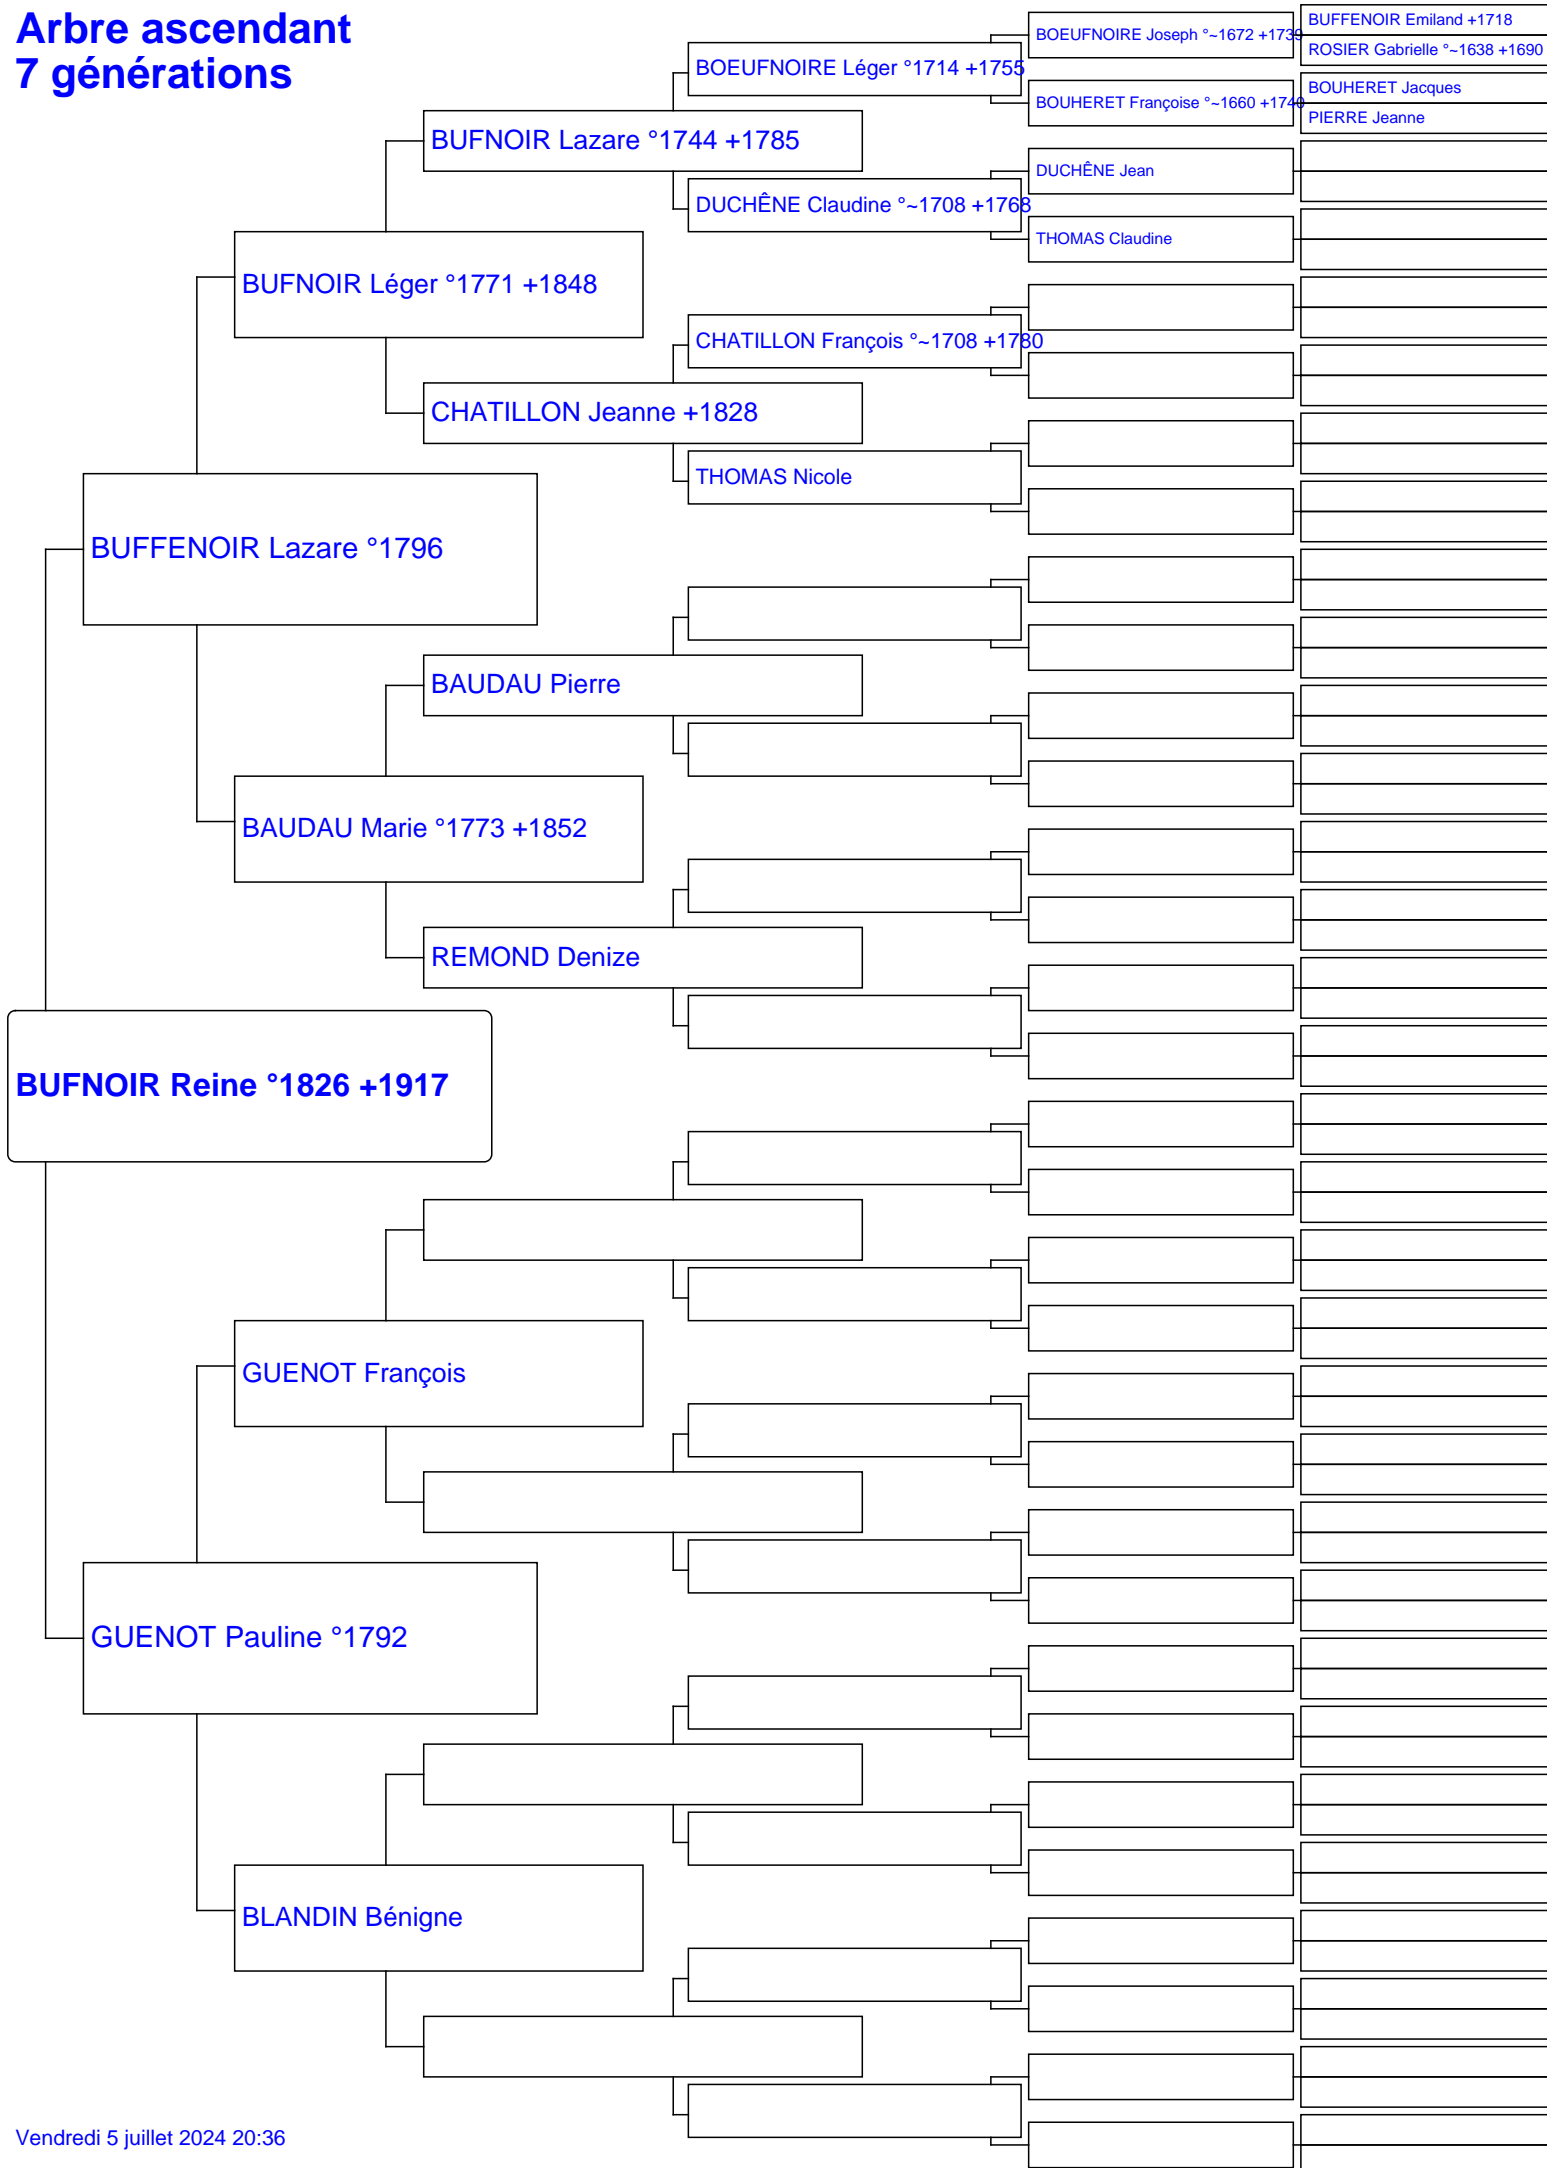 Arbre ascendant
7 générations
BOEUFNOIRE Joseph °~1672 +1739
BUFFENOIR Emiland +1718
ROSIER Gabrielle °~1638 +1690
BOEUFNOIRE Léger °1714 +1755
BOUHERET Françoise °~1660 +1740
BOUHERET Jacques
PIERRE Jeanne
BUFNOIR Lazare °1744 +1785
DUCHÊNE Jean
DUCHÊNE Claudine °~1708 +1768
THOMAS Claudine
BUFNOIR Léger °1771 +1848
CHATILLON François °~1708 +1780
CHATILLON Jeanne +1828
THOMAS Nicole
BUFFENOIR Lazare °1796
BAUDAU Pierre
BAUDAU Marie °1773 +1852
REMOND Denize
BUFNOIR Reine °1826 +1917
GUENOT François
GUENOT Pauline °1792
BLANDIN Bénigne
Vendredi 5 juillet 2024 20:36